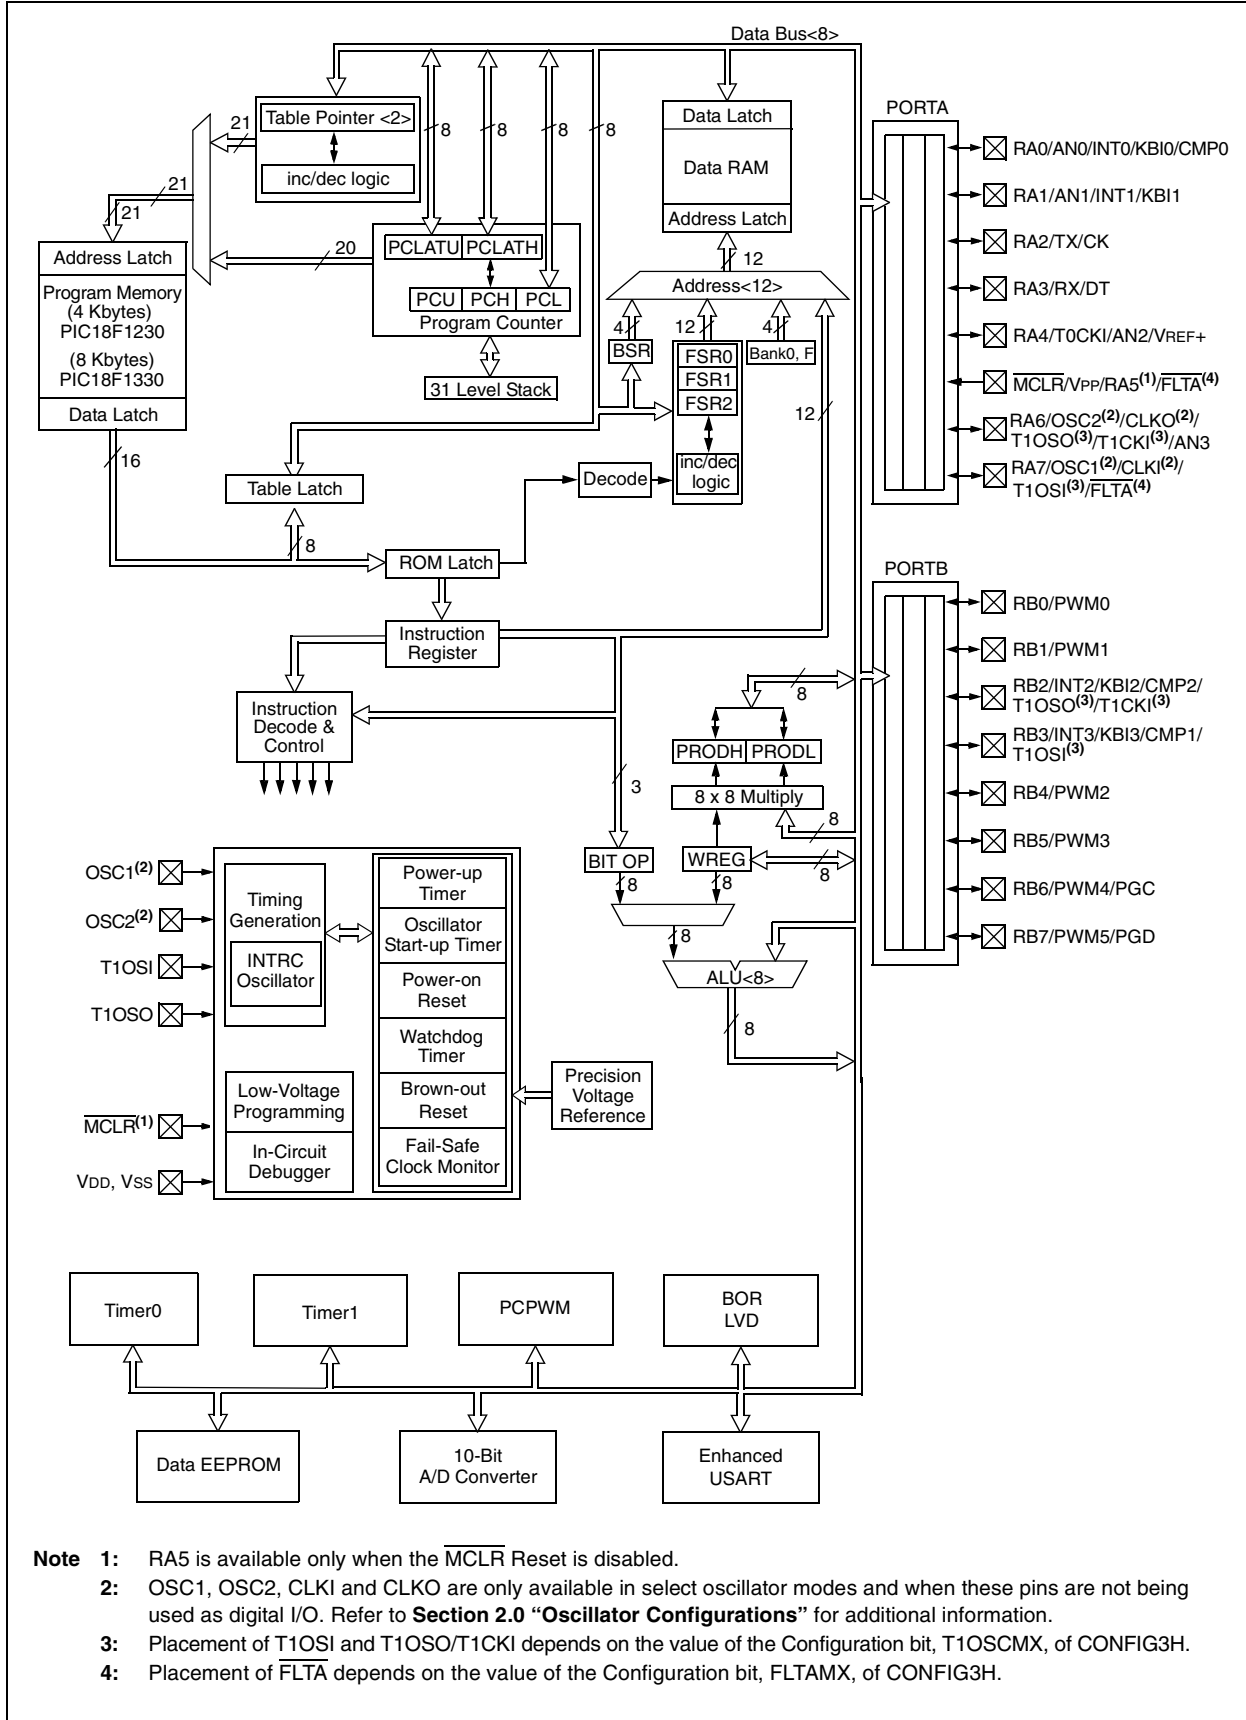 Data Bus<8>
Table Pointer <2>
inc/dec logic
21
8
8
8
8
21
21
20
Address Latch
Program Memory
(4 Kbytes)
PIC18F1230
(8 Kbytes)
PIC18F1330
Data Latch
16
PCLATU
PCLATH
PCU
PCH
PCL
Program Counter
31 Level Stack
Data Latch
Data RAM
Address Latch
12
Address<12>
4
12
4
BSR
FSR0
FSR1
FSR2
inc/dec
logic
Bank0, F
12
Table Latch
8
Decode
ROM Latch
Instruction
Register
Instruction
Decode &
Control
PORTA
RA0/AN0/INT0/KBI0/CMP0
RA1/AN1/INT1/KBI1
RA2/TX/CK
RA3/RX/DT
RA4/T0CKI/AN2/VREF+
MCLR/VPP/RA5(1)/FLTA(4)
RA6/OSC2(2)/CLKO(2)/
T1OSO(3)/T1CKI(3)/AN3
RA7/OSC1(2)/CLKI(2)/
T1OSI(3)/FLTA(4)
PORTB
RB0/PWM0
RB1/PWM1
RB2/INT2/KBI2/CMP2/
T1OSO(3)/T1CKI(3)
RB3/INT3/KBI3/CMP1/
T1OSI(3)
RB4/PWM2
RB5/PWM3
RB6/PWM4/PGC
RB7/PWM5/PGD
8
PRODH
PRODL
8 x 8 Multiply
3
8
BIT OP
WREG
8
8
8
8
ALU<8>
8
OSC1(2)
OSC2(2)
T1OSI
T1OSO
MCLR(1)
VDD, VSS
Timing
Generation
INTRC
Oscillator
Low-Voltage
Programming
In-Circuit
Debugger
Power-up
Timer
Oscillator
Start-up Timer
Power-on
Reset
Watchdog
Timer
Brown-out
Reset
Fail-Safe
Clock Monitor
Precision
Voltage
Reference
Timer0
Timer1
PCPWM
BOR
LVD
Data EEPROM
10-Bit
A/D Converter
Enhanced
USART
Note 1: RA5 is available only when the MCLR Reset is disabled.
2: OSC1, OSC2, CLKI and CLKO are only available in select oscillator modes and when these pins are not being
used as digital I/O. Refer to Section 2.0 “Oscillator Configurations” for additional information.
3: Placement of T1OSI and T1OSO/T1CKI depends on the value of the Configuration bit, T1OSCMX, of CONFIG3H.
4: Placement of FLTA depends on the value of the Configuration bit, FLTAMX, of CONFIG3H.